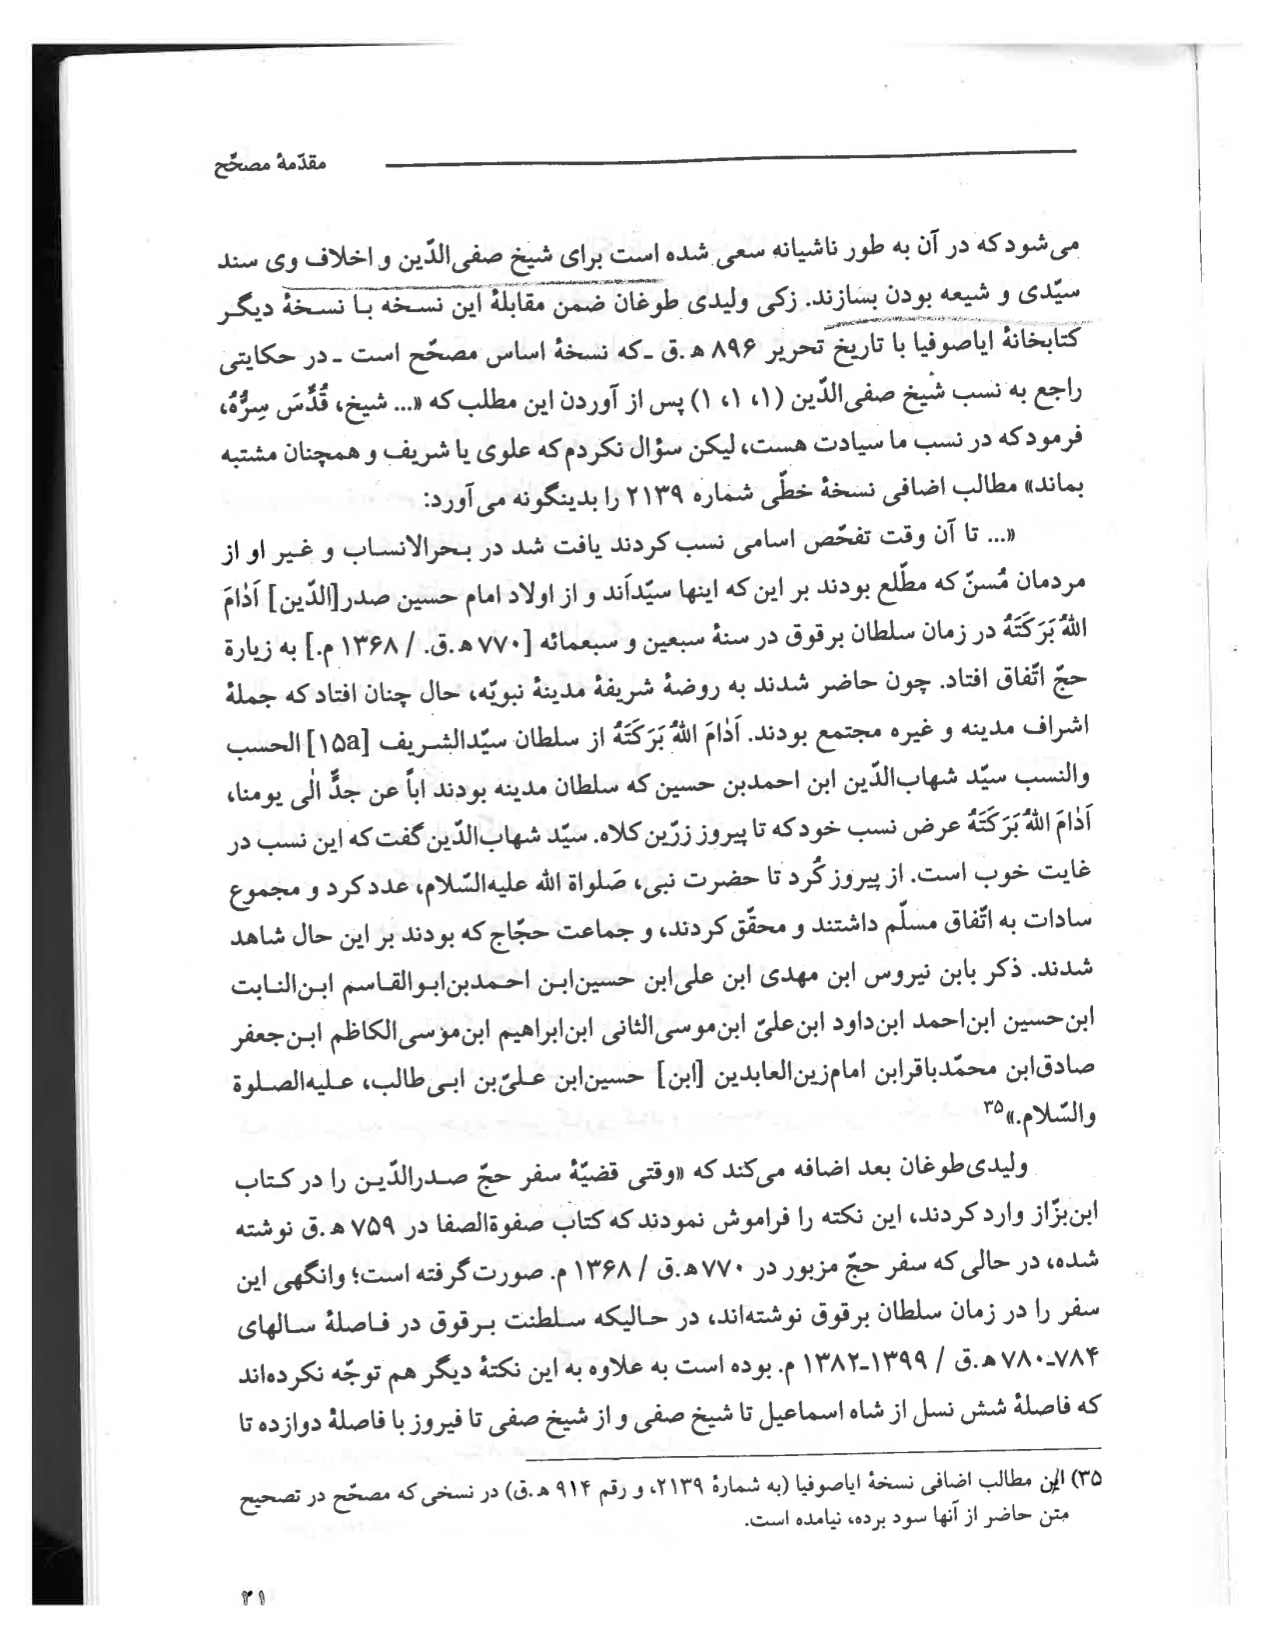 مقدّمهٔ مصحّح
می‌شود که در آن به طور ناشیانه سعی شده است برای شیخ صفی‌الدّین و اخلاف وی سند
سیّدی و شیعه بودن بسازند. زکی ولیدی طوغان ضمن مقابلهٔ این نسخه با نسخهٔ دیگر
کتابخانهٔ ایاصوفیا با تاریخ تحریر ۸۹۶ ه‍.ق ـ که نسخهٔ اساس مصحّح است ـ در حکایتی
راجع به نسب شیخ صفی‌الدّین (۱، ۱، ۱) پس از آوردن این مطلب که «... شیخ، قُدِّسَ سِرُّهُ،
فرمود که در نسب ما سیادت هست، لیکن سؤال نکردم که علوی یا شریف و همچنان مشتبه
بماند» مطالب اضافی نسخهٔ خطّی شماره ۲۱۳۹ را بدینگونه می‌آورد:
«... تا آن وقت تفحّص اسامی نسب کردند یافت شد در بحرالانساب و غیر او از
مردمان مُسنّ که مطّلع بودند بر این که اینها سیّداَند و از اولاد امام حسین صدر[الدّین] اَدٰامَ
اللهُ بَرَکَتَهُ در زمان سلطان برقوق در سنهٔ سبعین و سبعمائه [۷۷۰ ه‍.ق. / ۱۳۶۸ م.] به زیارة
حجّ اتّفاق افتاد. چون حاضر شدند به روضهٔ شریفهٔ مدینهٔ نبویّه، حال چنان افتاد که جملهٔ
اشراف مدینه و غیره مجتمع بودند. اَدٰامَ اللهُ بَرَکَتَهُ از سلطان سیّدالشریف [۱۵a] الحسب
والنسب سیّد شهاب‌الدّین ابن احمدبن حسین که سلطان مدینه بودند اباً عن جدٍّ الٰی یومنا،
اَدٰامَ اللهُ بَرَکَتَهُ عرض نسب خود که تا پیروز زرّین کلاه. سیّد شهاب‌الدّین گفت که این نسب در
غایت خوب است. از پیروز کُرد تا حضرت نبی، صَلواة الله علیه‌السّلام، عدد کرد و مجموع
سادات به اتّفاق مسلّم داشتند و محقّق کردند، و جماعت حجّاج که بودند بر این حال شاهد
شدند. ذکر بابن نیروس ابن مهدی ابن علی‌ابن حسین‌ابن احمدبن‌ابوالقاسم ابن‌النابت
ابن‌حسین ابن‌احمد ابن‌داود ابن‌علیّ ابن‌موسی‌الثانی ابن‌ابراهیم ابن‌موسی‌الکاظم ابن‌جعفر
صادق‌ابن محمّدباقرابن امام‌زین‌العابدین [ابن] حسین‌ابن علیّ‌بن ابی‌طالب، علیه‌الصلوة
والسّلام.»۳۵
ولیدی‌طوغان بعد اضافه می‌کند که «وقتی قضیّهٔ سفر حجّ صدرالدّین را در کتاب
ابن‌بزّاز وارد کردند، این نکته را فراموش نمودند که کتاب صفوةالصفا در ۷۵۹ ه‍.ق نوشته
شده، در حالی که سفر حجّ مزبور در ۷۷۰ ه‍.ق / ۱۳۶۸ م. صورت گرفته است؛ وانگهی این
سفر را در زمان سلطان برقوق نوشته‌اند، در حالیکه سلطنت برقوق در فاصلهٔ سالهای
۷۸۴ـ۷۸۰ ه‍.ق / ۱۳۹۹ـ۱۳۸۲ م. بوده است به علاوه به این نکتهٔ دیگر هم توجّه نکرده‌اند
که فاصلهٔ شش نسل از شاه اسماعیل تا شیخ صفی و از شیخ صفی تا فیروز با فاصلهٔ دوازده تا
۳۵) این مطالب اضافی نسخهٔ ایاصوفیا (به شمارهٔ ۲۱۳۹، و رقم ۹۱۴ ه‍.ق) در نسخی که مصحّح در تصحیح
متن حاضر از آنها سود برده، نیامده است.
۲۱